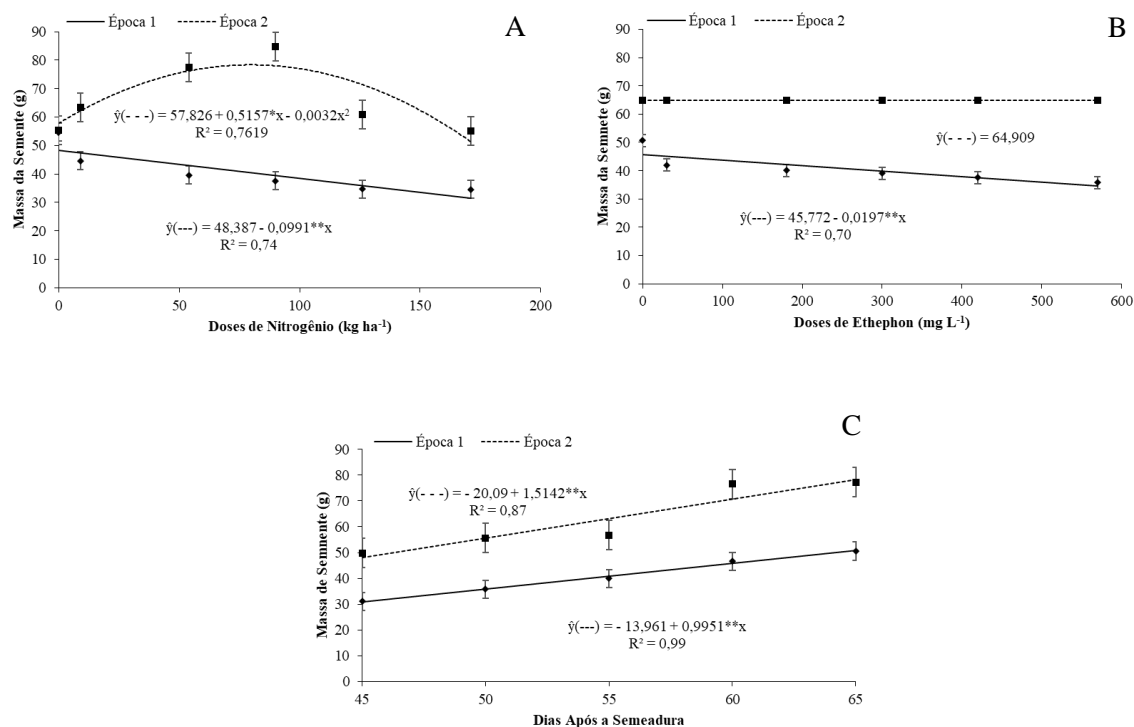 Época 1 Época 2
A
Massa da Semente (g)
90
80
70
60
50
40
30
20
10
0
ŷ(- - -) = 57,826 + 0,5157*x - 0,0032x²
R² = 0,7619
ŷ(---) = 48,387 - 0,0991**x
R² = 0,74
0 50 100 150 200
Doses de Nitrogênio (kg ha⁻¹)
Época 1 Época 2
B
Massa da Semnete (g)
90
80
70
60
50
40
30
20
10
0
ŷ(- - -) = 64,909
ŷ(---) = 45,772 - 0,0197**x
R² = 0,70
0 100 200 300 400 500 600
Doses de Ethephon (mg L⁻¹)
Época 1 Época 2
C
Massa de Semnente (g)
90
80
70
60
50
40
30
20
10
0
ŷ(- - -) = - 20,09 + 1,5142**x
R² = 0,87
ŷ(---) = - 13,961 + 0,9951**x
R² = 0,99
45 50 55 60 65
Dias Após a Semeadura